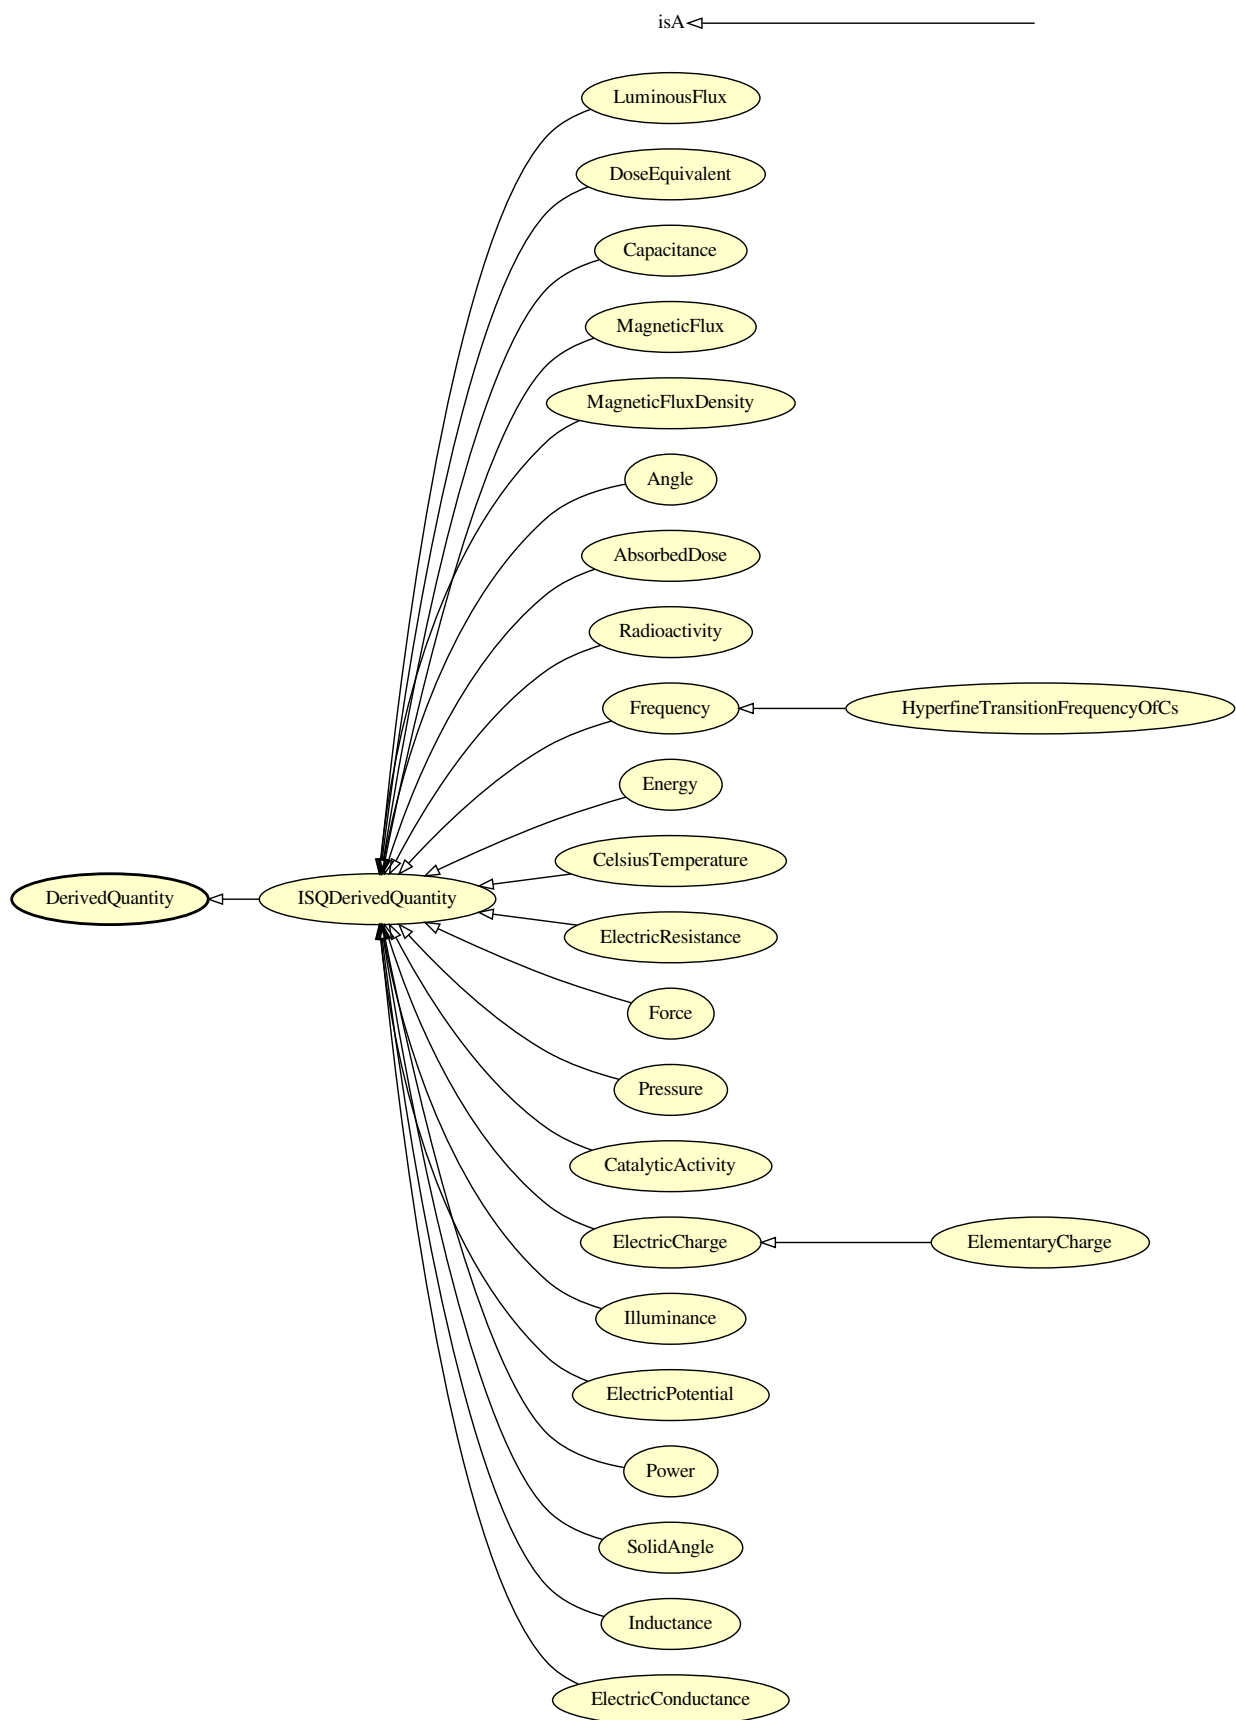 isA
LuminousFlux
DoseEquivalent
Capacitance
MagneticFlux
MagneticFluxDensity
Angle
AbsorbedDose
Radioactivity
Frequency
HyperfineTransitionFrequencyOfCs
Energy
CelsiusTemperature
DerivedQuantity
ISQDerivedQuantity
ElectricResistance
Force
Pressure
CatalyticActivity
ElectricCharge
ElementaryCharge
Illuminance
ElectricPotential
Power
SolidAngle
Inductance
ElectricConductance